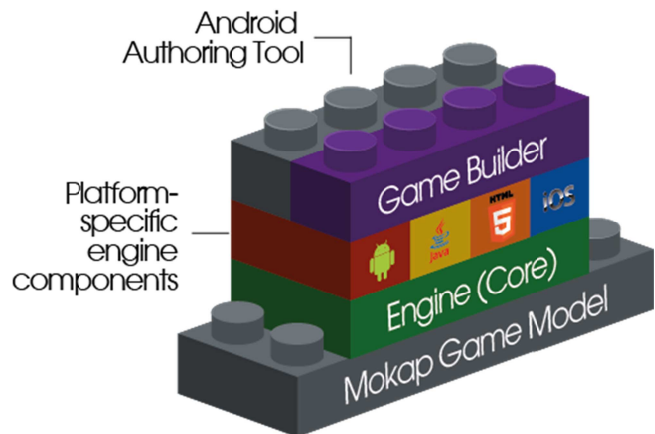 Android
Authoring Tool
Game Builder
Platform-
specific
engine
components
Java
HTML
5
iOS
Engine (Core)
Mokap Game Model